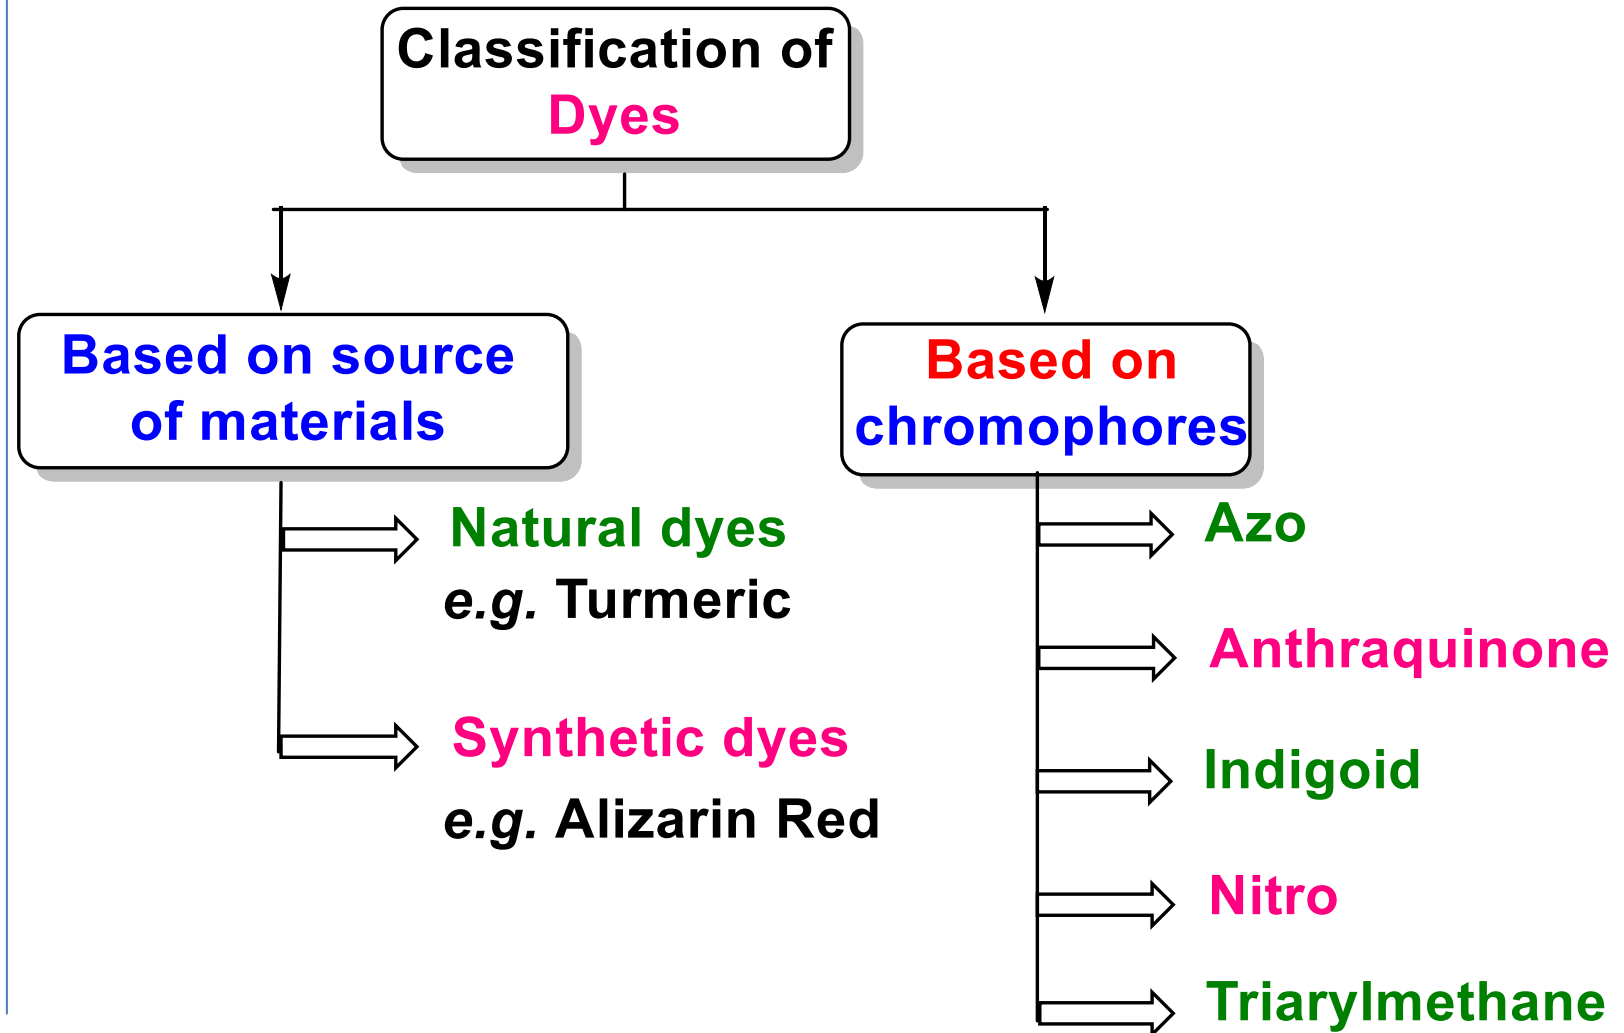 Classification of
Dyes
Based on source
of materials
Natural dyes
e.g. Turmeric
Synthetic dyes
e.g. Alizarin Red
Based on
chromophores
Azo
Anthraquinone
Indigoid
Nitro
Triarylmethane